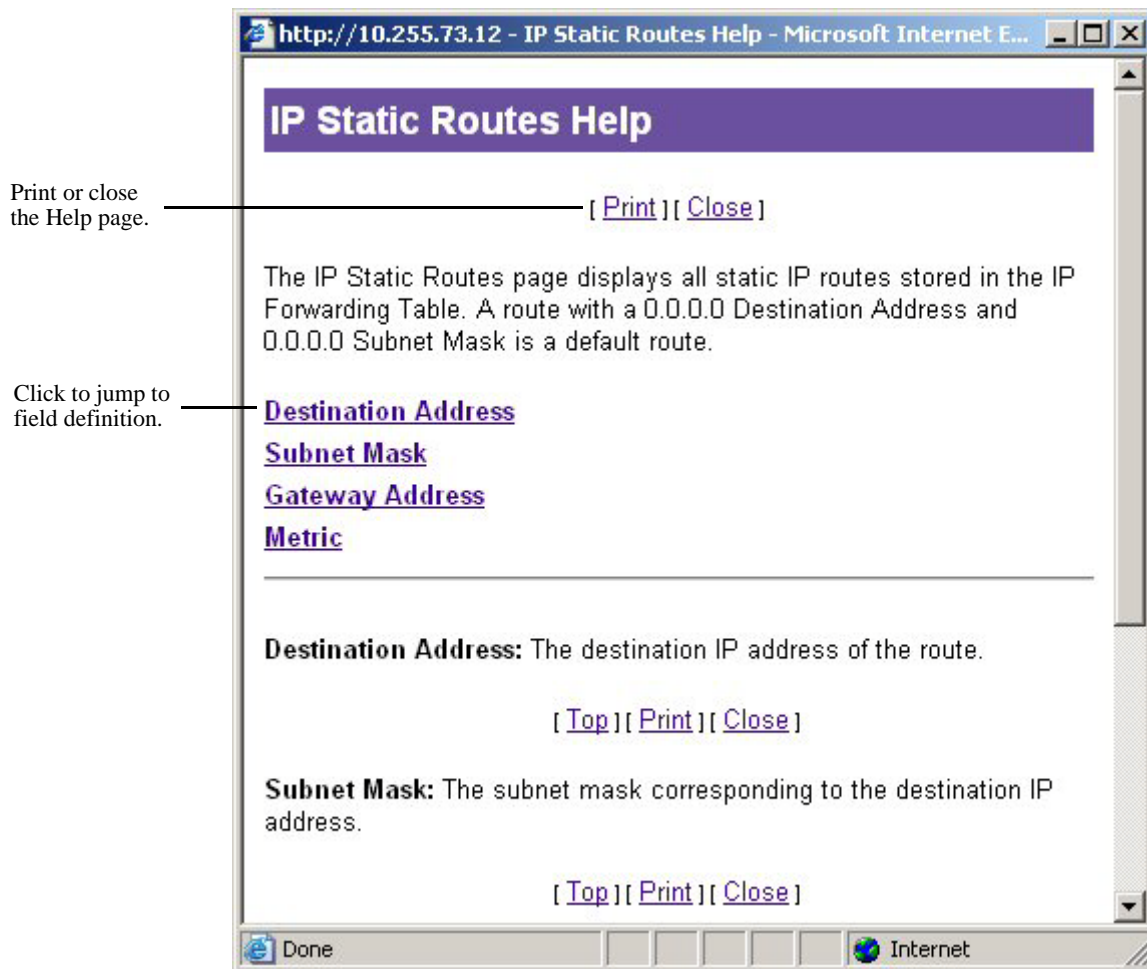 http://10.255.73.12 - IP Static Routes Help - Microsoft Internet E...
IP Static Routes Help
Print or close
the Help page.
[ Print ] [ Close ]
The IP Static Routes page displays all static IP routes stored in the IP
Forwarding Table. A route with a 0.0.0.0 Destination Address and
0.0.0.0 Subnet Mask is a default route.
Click to jump to
field definition.
Destination Address
Subnet Mask
Gateway Address
Metric
Destination Address: The destination IP address of the route.
[ Top ] [ Print ] [ Close ]
Subnet Mask: The subnet mask corresponding to the destination IP
address.
[ Top ] [ Print ] [ Close ]
Done
Internet